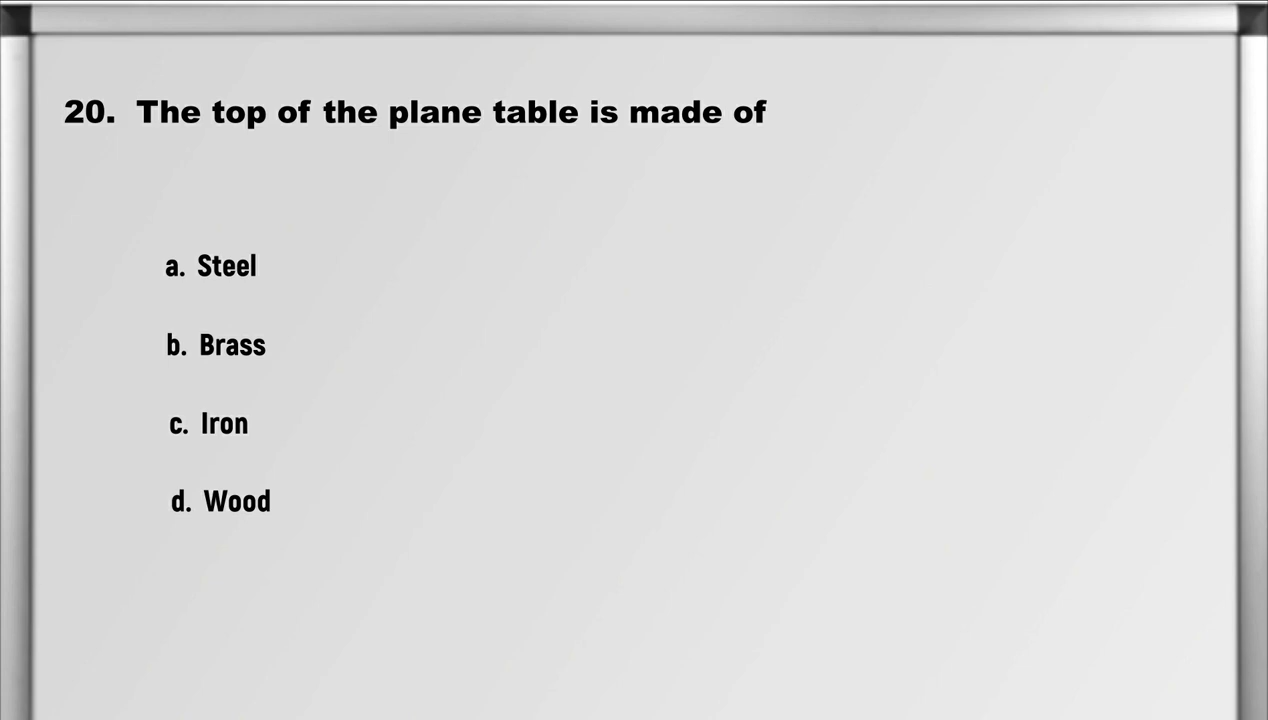 20. The top of the plane table is made of
a. Steel
b. Brass
c. Iron
d. Wood